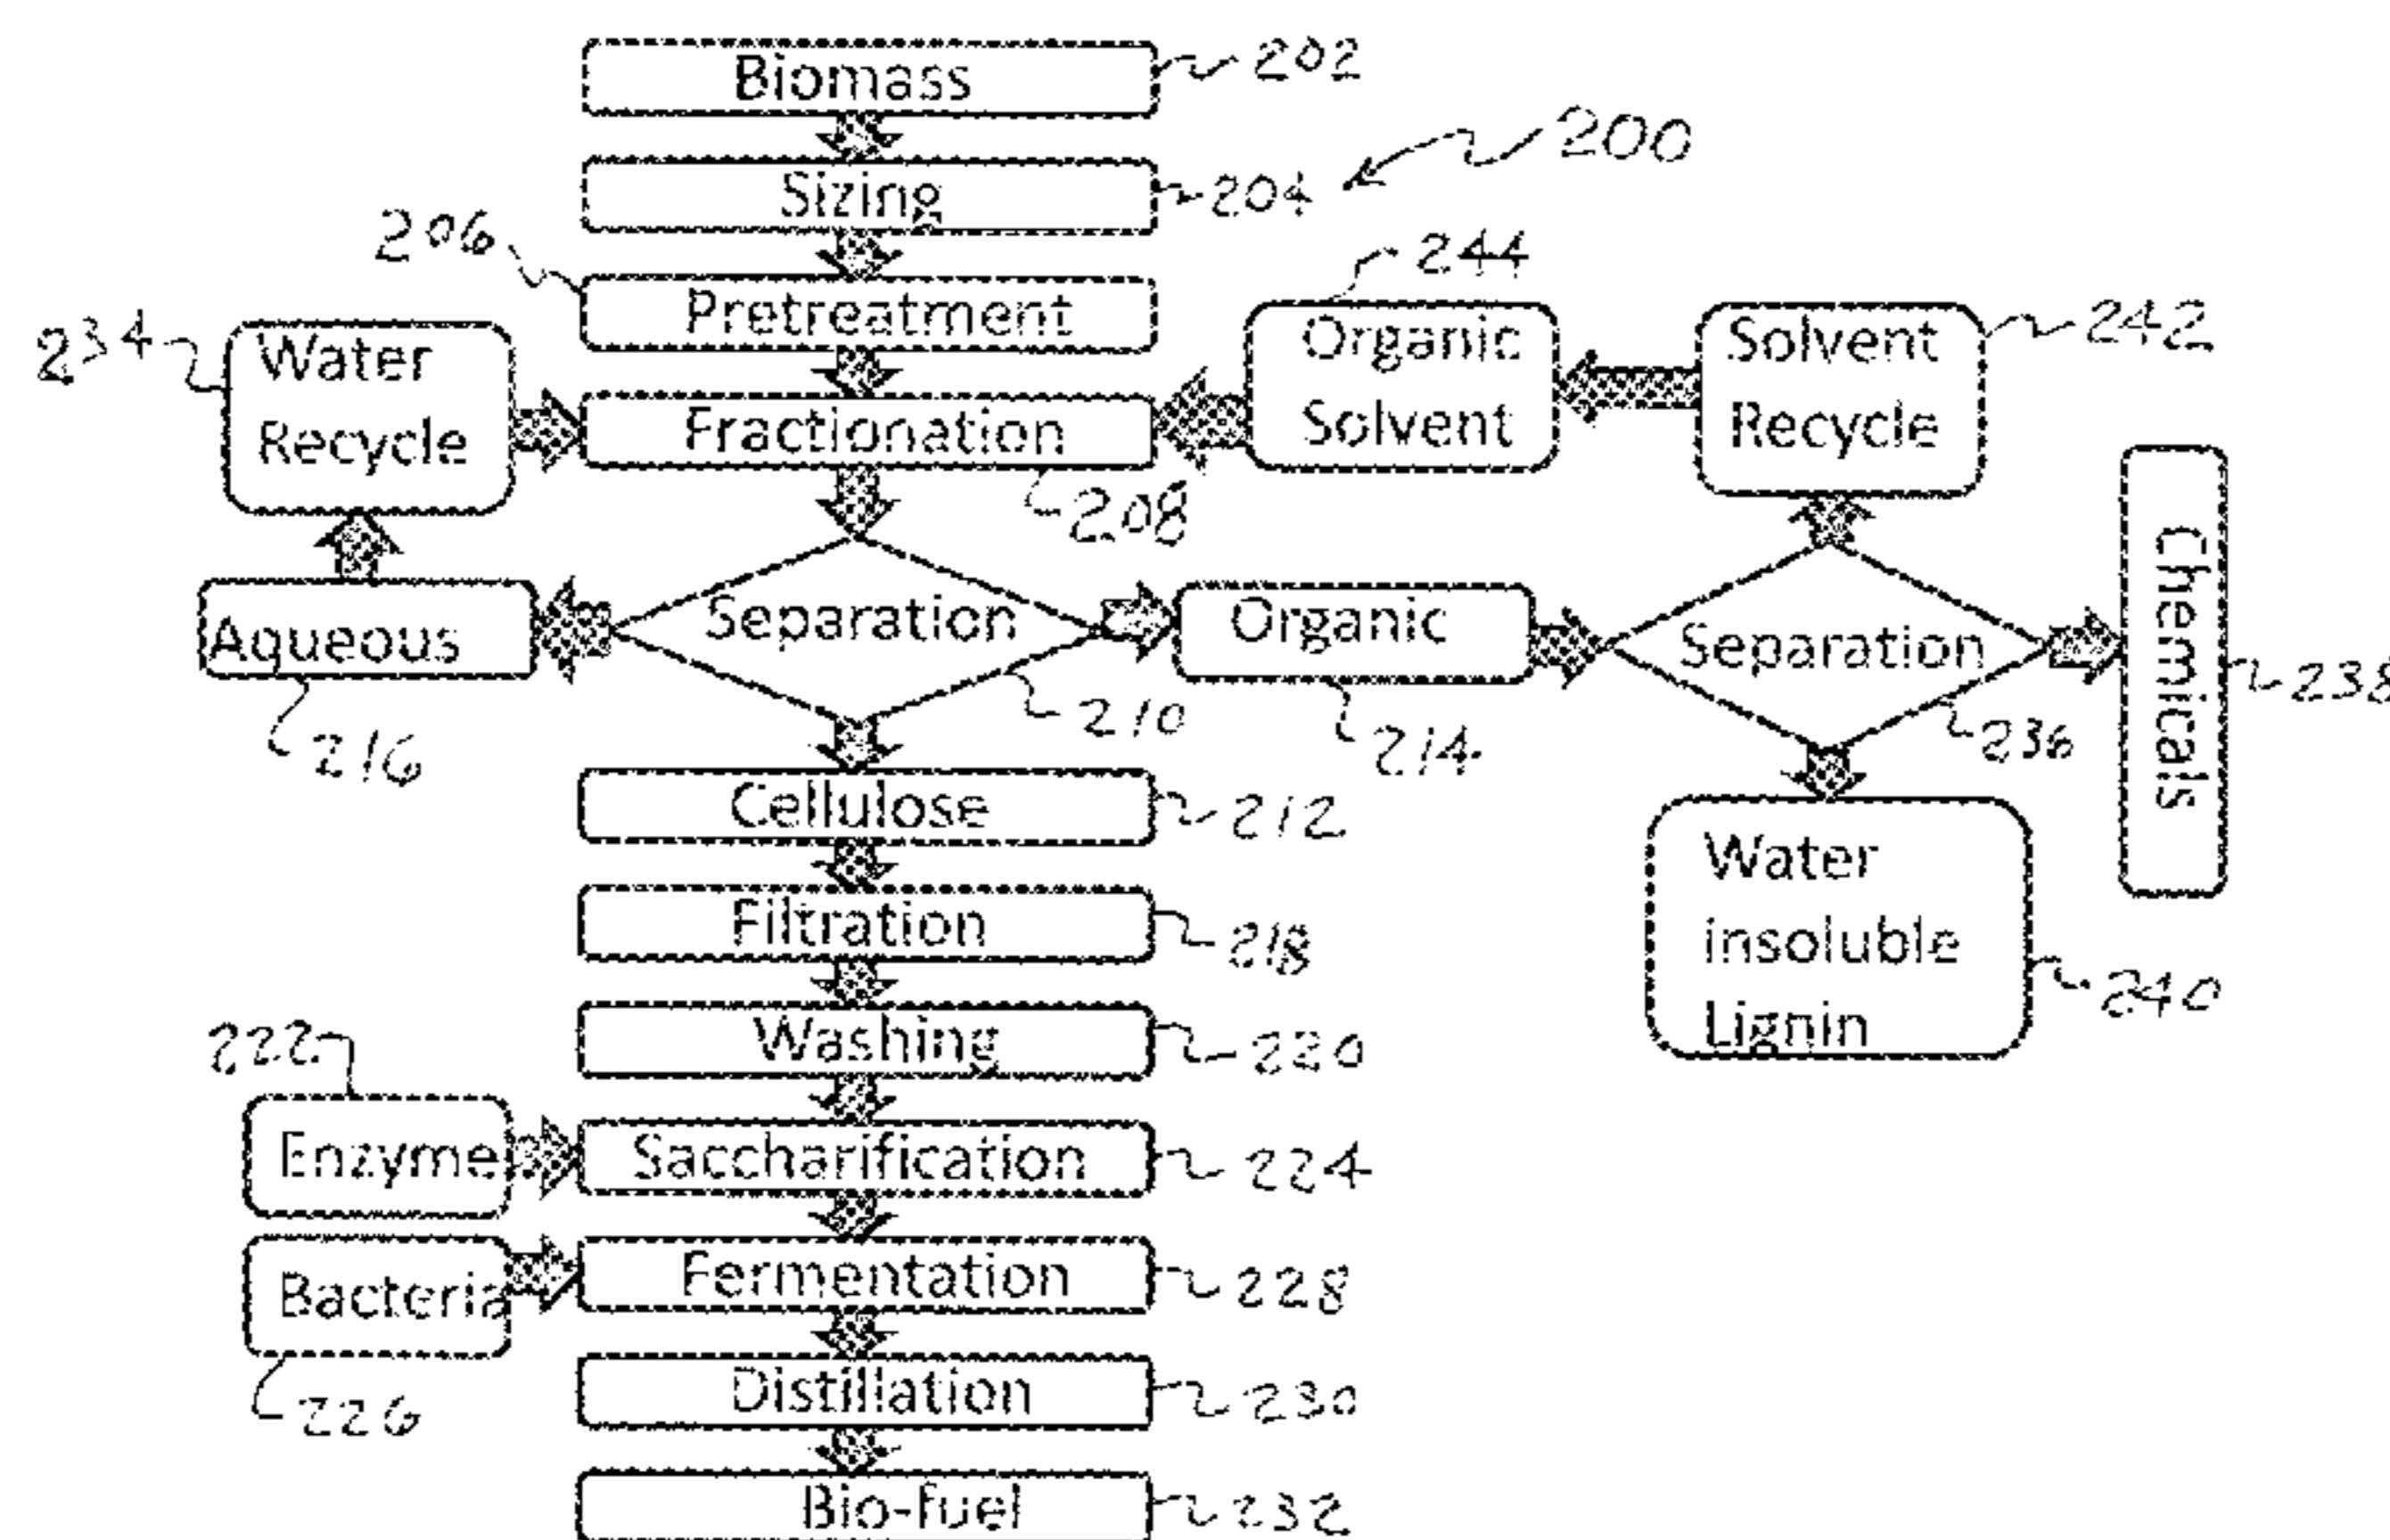 Biomass
202
Sizing
204
200
206
Pretreatment
244
234
Water
Recycle
Organic
Solvent
Solvent
Recycle
242
Fractionation
208
Aqueous
216
Separation
210
Organic
214
Separation
236
Chemicals
238
Cellulose
212
Water
insoluble
Lignin
240
Filtration
218
Washing
220
222
Enzyme
Saccharification
224
Bacteria
226
Fermentation
228
Distillation
230
Bio-fuel
232